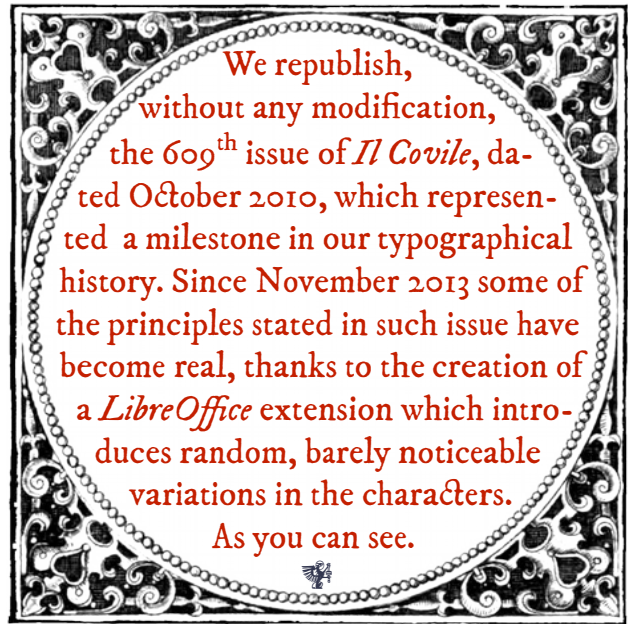 We republish,
without any modification,
the 609th issue of Il Covile, da-
ted October 2010, which represen-
ted a milestone in our typographical
history. Since November 2013 some of
the principles stated in such issue have
become real, thanks to the creation of
a LibreOffice extension which intro-
duces random, barely noticeable
variations in the characters.
As you can see.